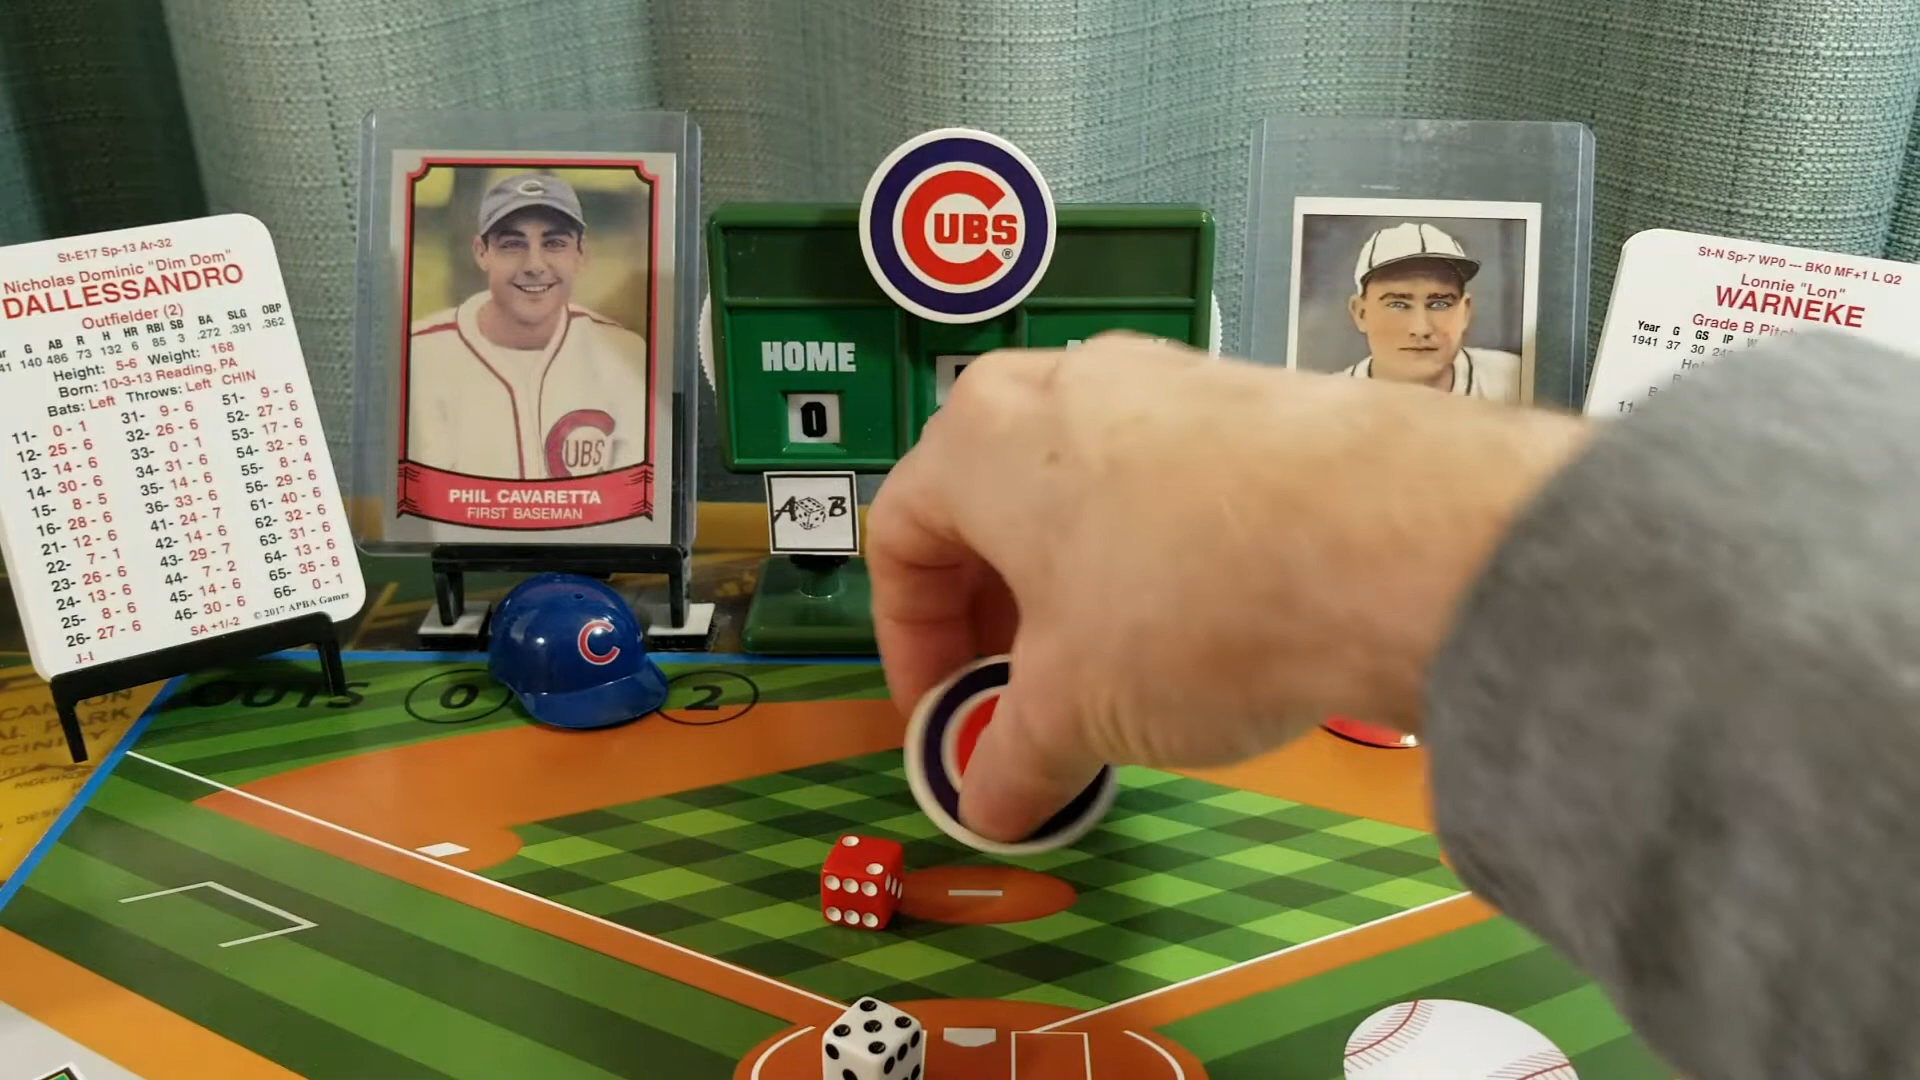 St-E17 Sp-13 Ar-32
Nicholas Dominic "Dim Dom"
DALLESSANDRO
Outfielder (2)
AB R H HR RBI SB BA SLG OBP
41 140 486 73 132 6 85 3 .272 .391 .362
Height: 5-6 Weight: 168
Born: 10-3-13 Reading, PA
Bats: Left Throws: Left CHIN
11- 0 - 1 31- 9 - 6 51- 9 - 6
12- 25 - 6 32- 26 - 6 52- 27 - 6
13- 14 - 6 33- 0 - 1 53- 17 - 6
14- 30 - 6 34- 31 - 6 54- 32 - 6
15- 8 - 5 35- 14 - 6 55- 8 - 4
16- 28 - 6 36- 33 - 6 56- 29 - 6
21- 12 - 6 41- 24 - 7 61- 40 - 6
22- 7 - 1 42- 14 - 6 62- 32 - 6
23- 26 - 6 43- 29 - 7 63- 31 - 6
24- 13 - 6 44- 7 - 2 64- 13 - 6
25- 8 - 6 45- 14 - 6 65- 35 - 8
26- 27 - 6 46- 30 - 6 66- 0 - 1
SA +1/-2 © 2017 APBA Games
J-1
C
CUBS
PHIL CAVARETTA
FIRST BASEMAN
CUBS®
HOME
0
A B
St-N Sp-7 WP0 --- BK0 MF+1 L Q2
Lonnie "Lon"
WARNEKE
Grade B
Year G GS IP
1941 37 30
11-
OUTS 0 2
C
PARK